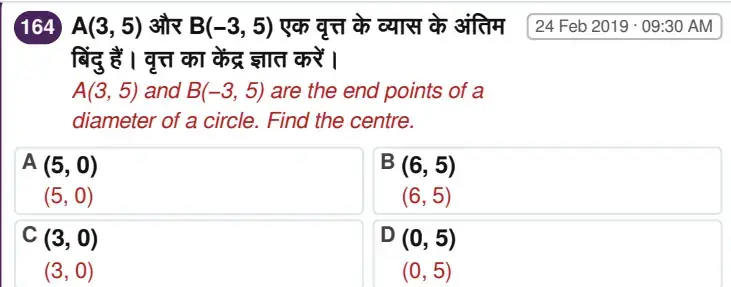 164 A(3, 5) और B(−3, 5) एक वृत्त के व्यास के अंतिम 24 Feb 2019 · 09:30 AM
बिंदु हैं। वृत्त का केंद्र ज्ञात करें।
A(3, 5) and B(−3, 5) are the end points of a
diameter of a circle. Find the centre.
A (5, 0)
(5, 0)
B (6, 5)
(6, 5)
C (3, 0)
(3, 0)
D (0, 5)
(0, 5)